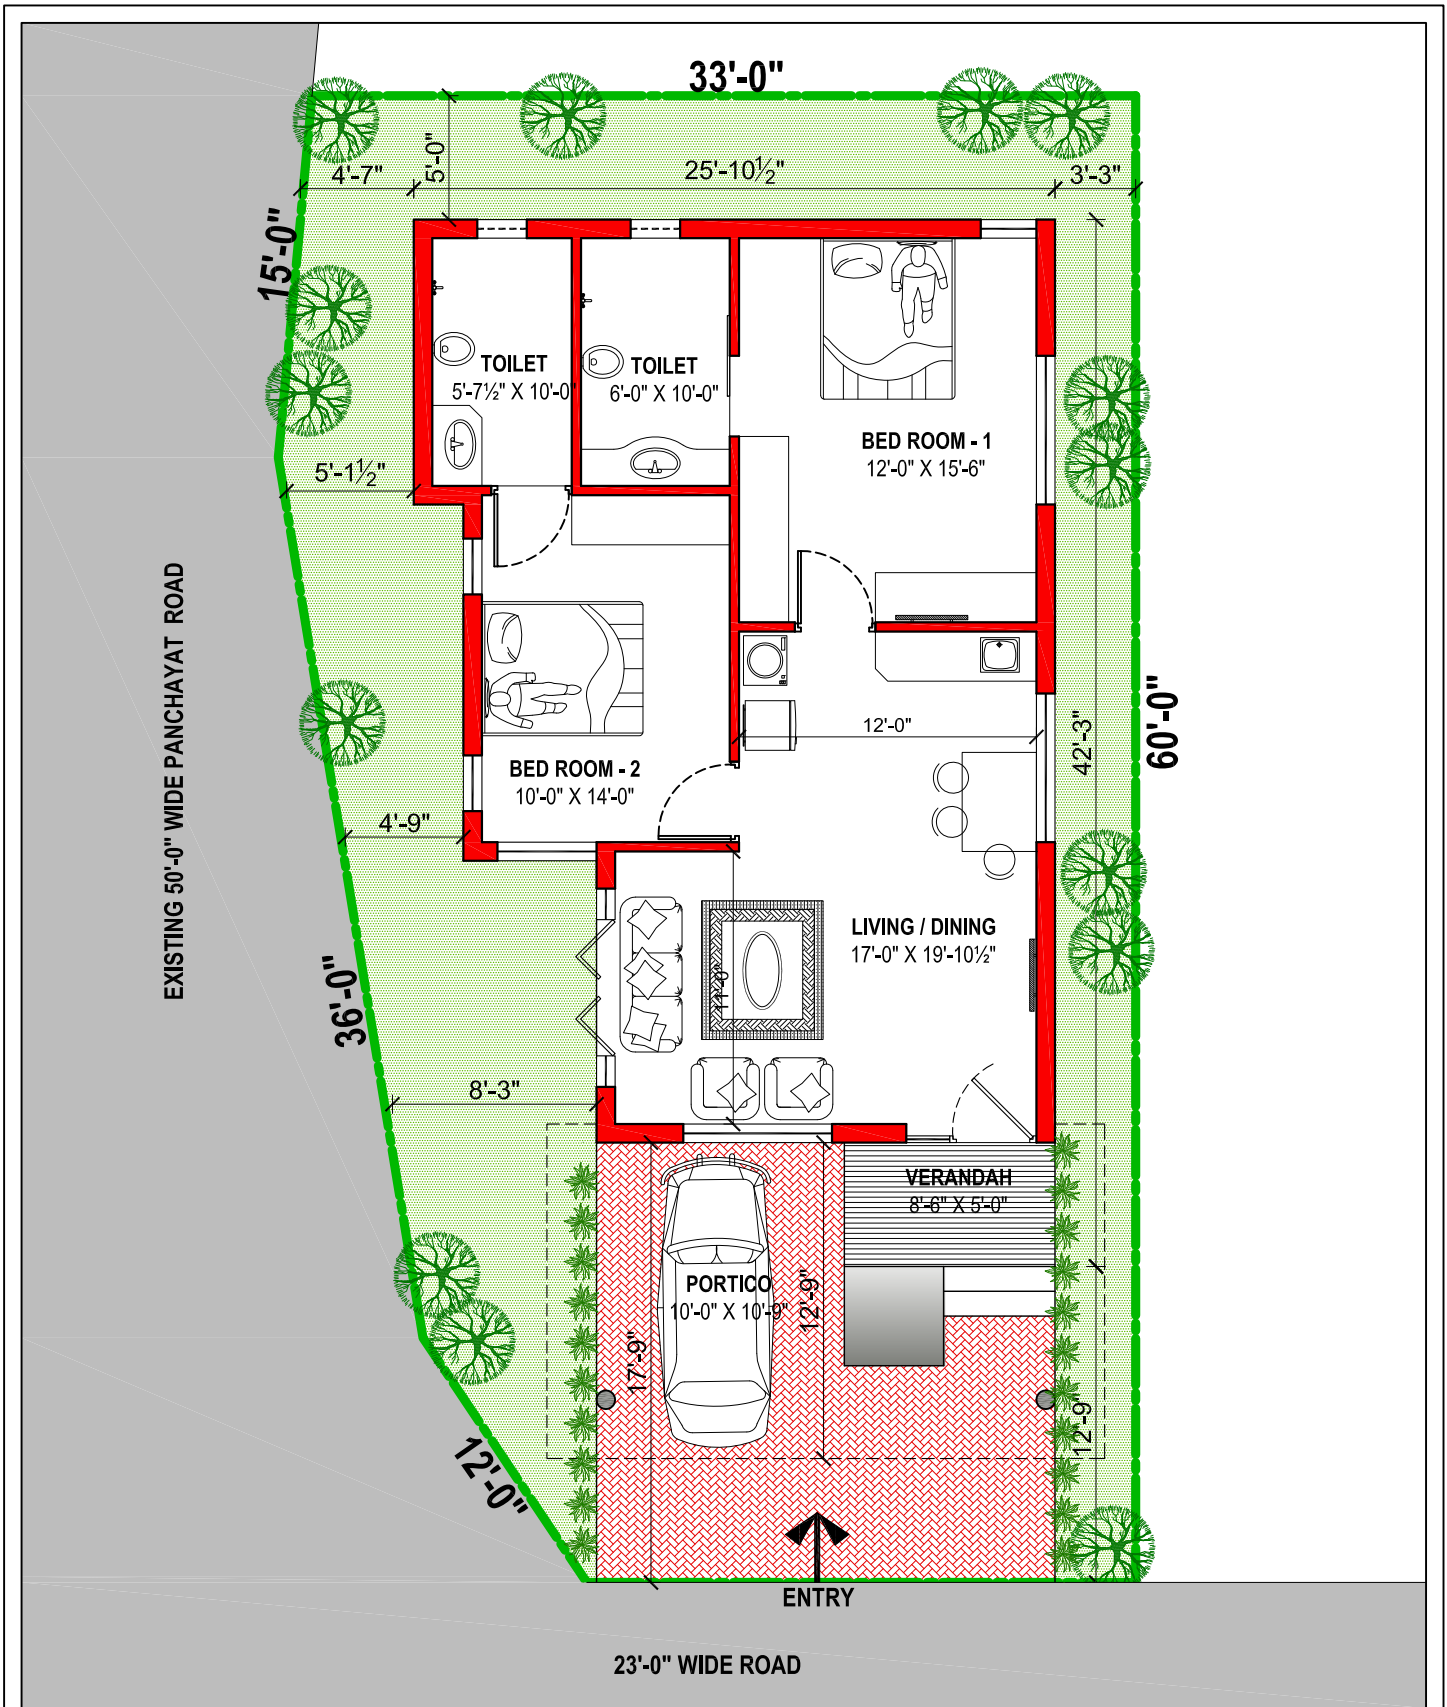 33'-0"
5'-0"
4'-7"
25'-10½"
3'-3"
15'-0"
TOILET
5'-7½" X 10'-0"
TOILET
6'-0" X 10'-0"
BED ROOM - 1
12'-0" X 15'-6"
5'-1½"
EXISTING 50'-0" WIDE PANCHAYAT ROAD
60'-0"
42'-3"
12'-0"
BED ROOM - 2
10'-0" X 14'-0"
4'-9"
LIVING / DINING
17'-0" X 19'-10½"
11'-0"
36'-0"
8'-3"
VERANDAH
8'-6" X 5'-0"
PORTICO
10'-0" X 10'-9"
12'-9"
17'-9"
12'-9"
12'-0"
ENTRY
23'-0" WIDE ROAD